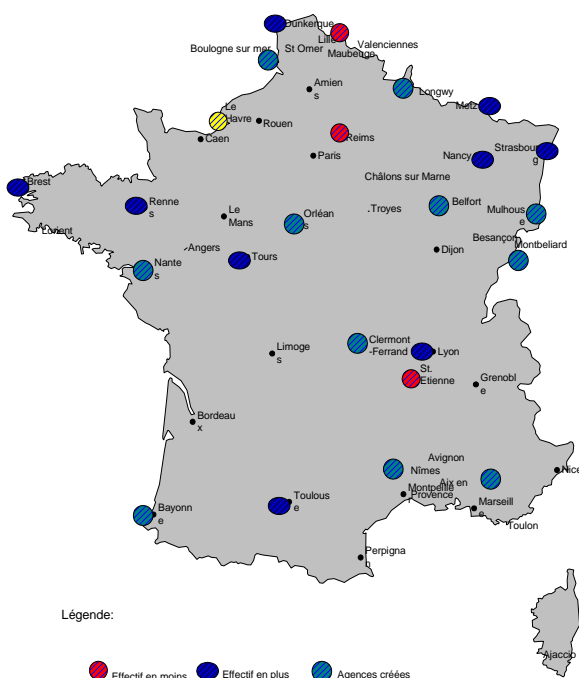 Dunkerque
Lille
Valenciennes
Boulogne sur mer
St Omer
Maubeuge
Amien
s
Longwy
Metz
Le
Havre
Rouen
Caen
Reims
Paris
Nancy
Strasbour
g
Châlons sur Marne
Brest
Renne
s
Le
Mans
Orléan
s
.Troyes
Belfort
Mulhous
e
Lorient
Angers
Tours
Nante
s
Dijon
Besançon
Montbeliard
Limoge
s
Clermont
-Ferrand
Lyon
St.
Etienne
Grenobl
e
Bordeau
x
Avignon
Nîmes
Montpellie
r
Aix en
Provence
Nice
Marseill
e
Toulon
Toulous
e
Bayonn
e
Perpigna
n
Ajaccio
Légende:
Effectif en moins
Effectif en plus
Agences créées